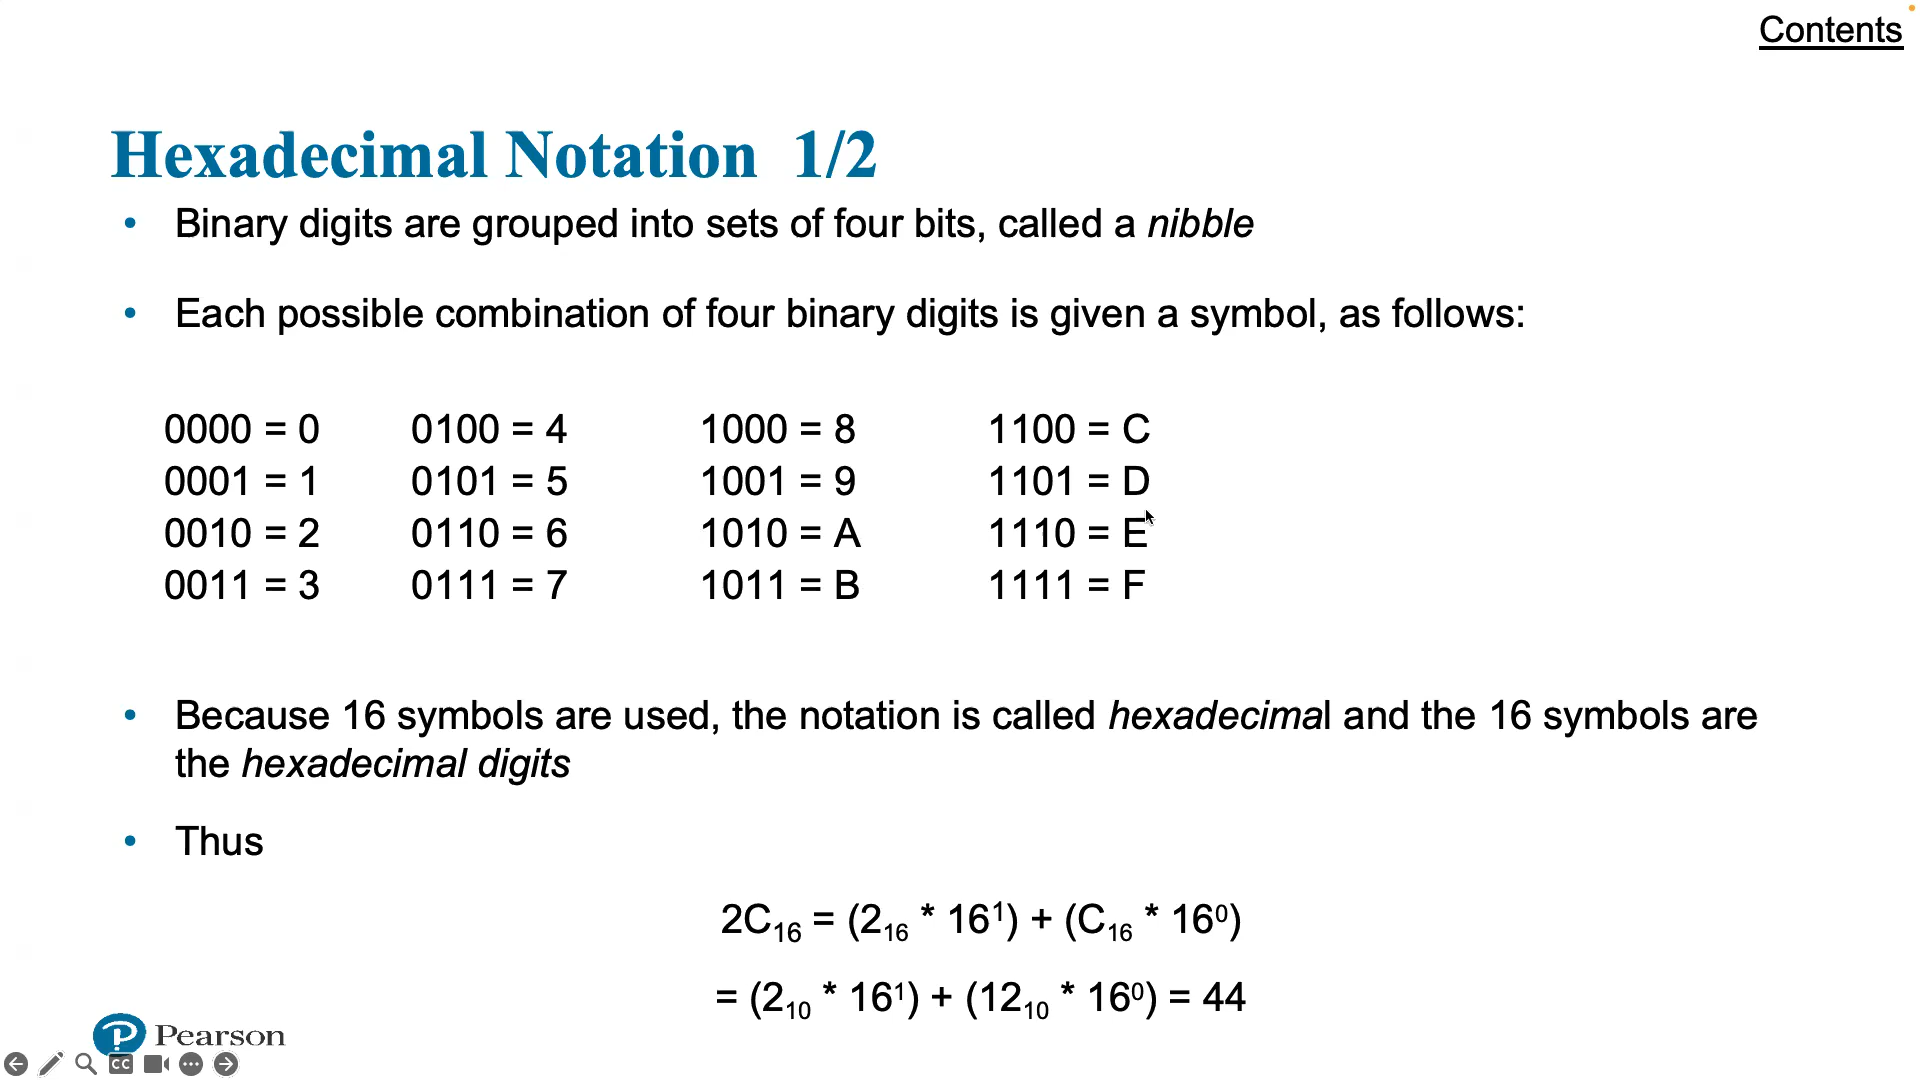 Contents
Hexadecimal Notation 1/2
• Binary digits are grouped into sets of four bits, called a nibble
• Each possible combination of four binary digits is given a symbol, as follows:
0000 = 0 0100 = 4 1000 = 8 1100 = C
0001 = 1 0101 = 5 1001 = 9 1101 = D
0010 = 2 0110 = 6 1010 = A 1110 = E
0011 = 3 0111 = 7 1011 = B 1111 = F
• Because 16 symbols are used, the notation is called hexadecimal and the 16 symbols are
the hexadecimal digits
• Thus
2C₁₆ = (2₁₆ * 16¹) + (C₁₆ * 16⁰)
= (2₁₀ * 16¹) + (12₁₀ * 16⁰) = 44
P Pearson
CC